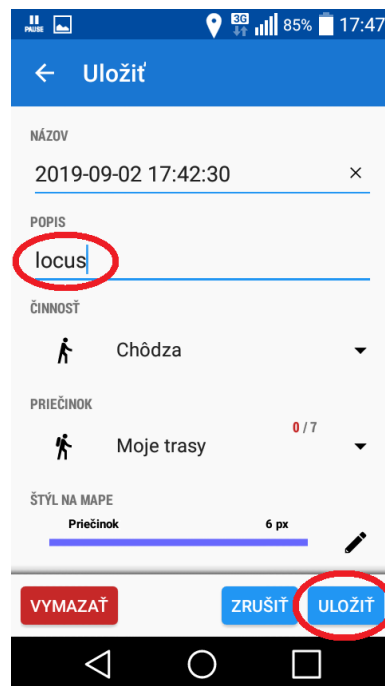 PAUSE 3G 85% 17:47
Uložiť
NÁZOV
2019-09-02 17:42:30
POPIS
locus
ČINNOSŤ
Chôdza
PRIEČINOK
0 / 7
Moje trasy
ŠTÝL NA MAPE
Priečinok 6 px
VYMAZAŤ ZRUŠIŤ ULOŽIŤ